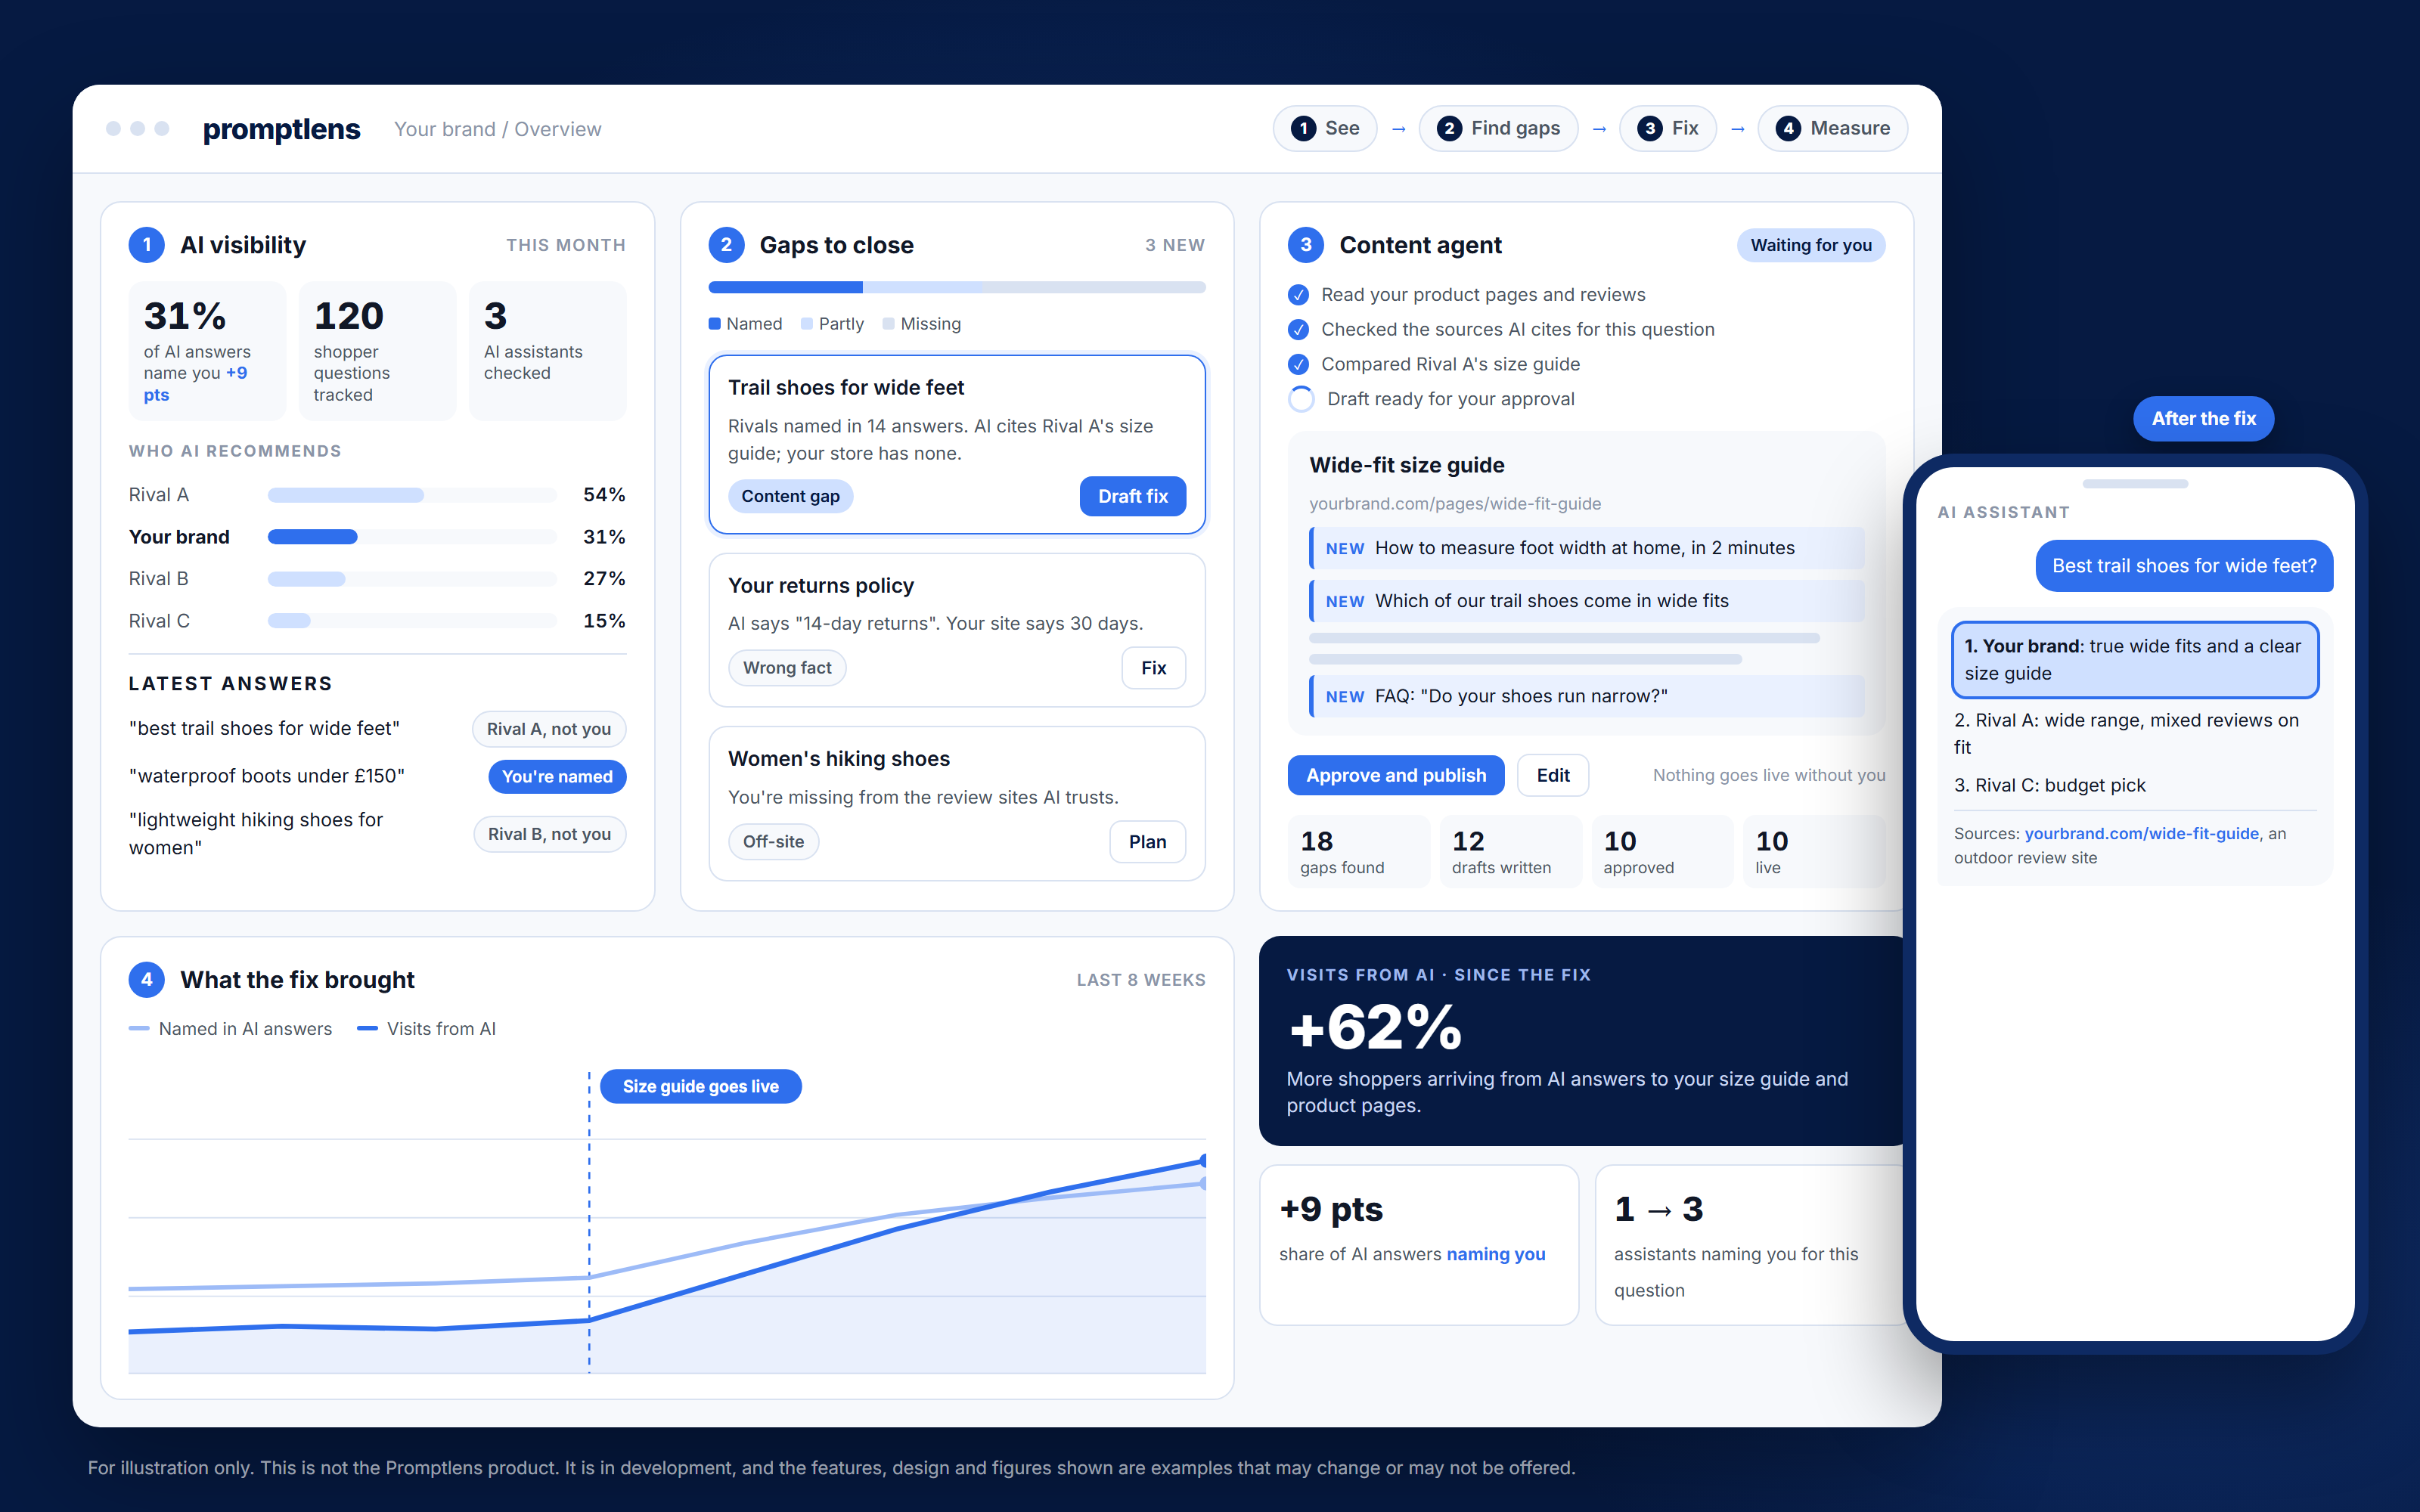 promptlens
Your brand / Overview
1 See → 2 Find gaps → 3 Fix → 4 Measure
1 AI visibility
THIS MONTH
31%
of AI answers
name you +9
pts
120
shopper
questions
tracked
3
AI assistants
checked
WHO AI RECOMMENDS
Rival A 54%
Your brand 31%
Rival B 27%
Rival C 15%
LATEST ANSWERS
"best trail shoes for wide feet" Rival A, not you
"waterproof boots under £150" You're named
"lightweight hiking shoes for
women"
Rival B, not you
2 Gaps to close
3 NEW
Named Partly Missing
Trail shoes for wide feet
Rivals named in 14 answers. AI cites Rival A's size
guide; your store has none.
Content gap Draft fix
Your returns policy
AI says "14-day returns". Your site says 30 days.
Wrong fact Fix
Women's hiking shoes
You're missing from the review sites AI trusts.
Off-site Plan
3 Content agent
Waiting for you
Read your product pages and reviews
Checked the sources AI cites for this question
Compared Rival A's size guide
Draft ready for your approval
Wide-fit size guide
yourbrand.com/pages/wide-fit-guide
NEW How to measure foot width at home, in 2 minutes
NEW Which of our trail shoes come in wide fits
NEW FAQ: "Do your shoes run narrow?"
Approve and publish Edit Nothing goes live without you
18
gaps found
12
drafts written
10
approved
10
live
4 What the fix brought
LAST 8 WEEKS
Named in AI answers Visits from AI
Size guide goes live
VISITS FROM AI · SINCE THE FIX
+62%
More shoppers arriving from AI answers to your size guide and
product pages.
+9 pts
share of AI answers naming you
1 → 3
assistants naming you for this
question
After the fix
AI ASSISTANT
Best trail shoes for wide feet?
1. Your brand: true wide fits and a clear
size guide
2. Rival A: wide range, mixed reviews on
fit
3. Rival C: budget pick
Sources: yourbrand.com/wide-fit-guide, an
outdoor review site
For illustration only. This is not the Promptlens product. It is in development, and the features, design and figures shown are examples that may change or may not be offered.